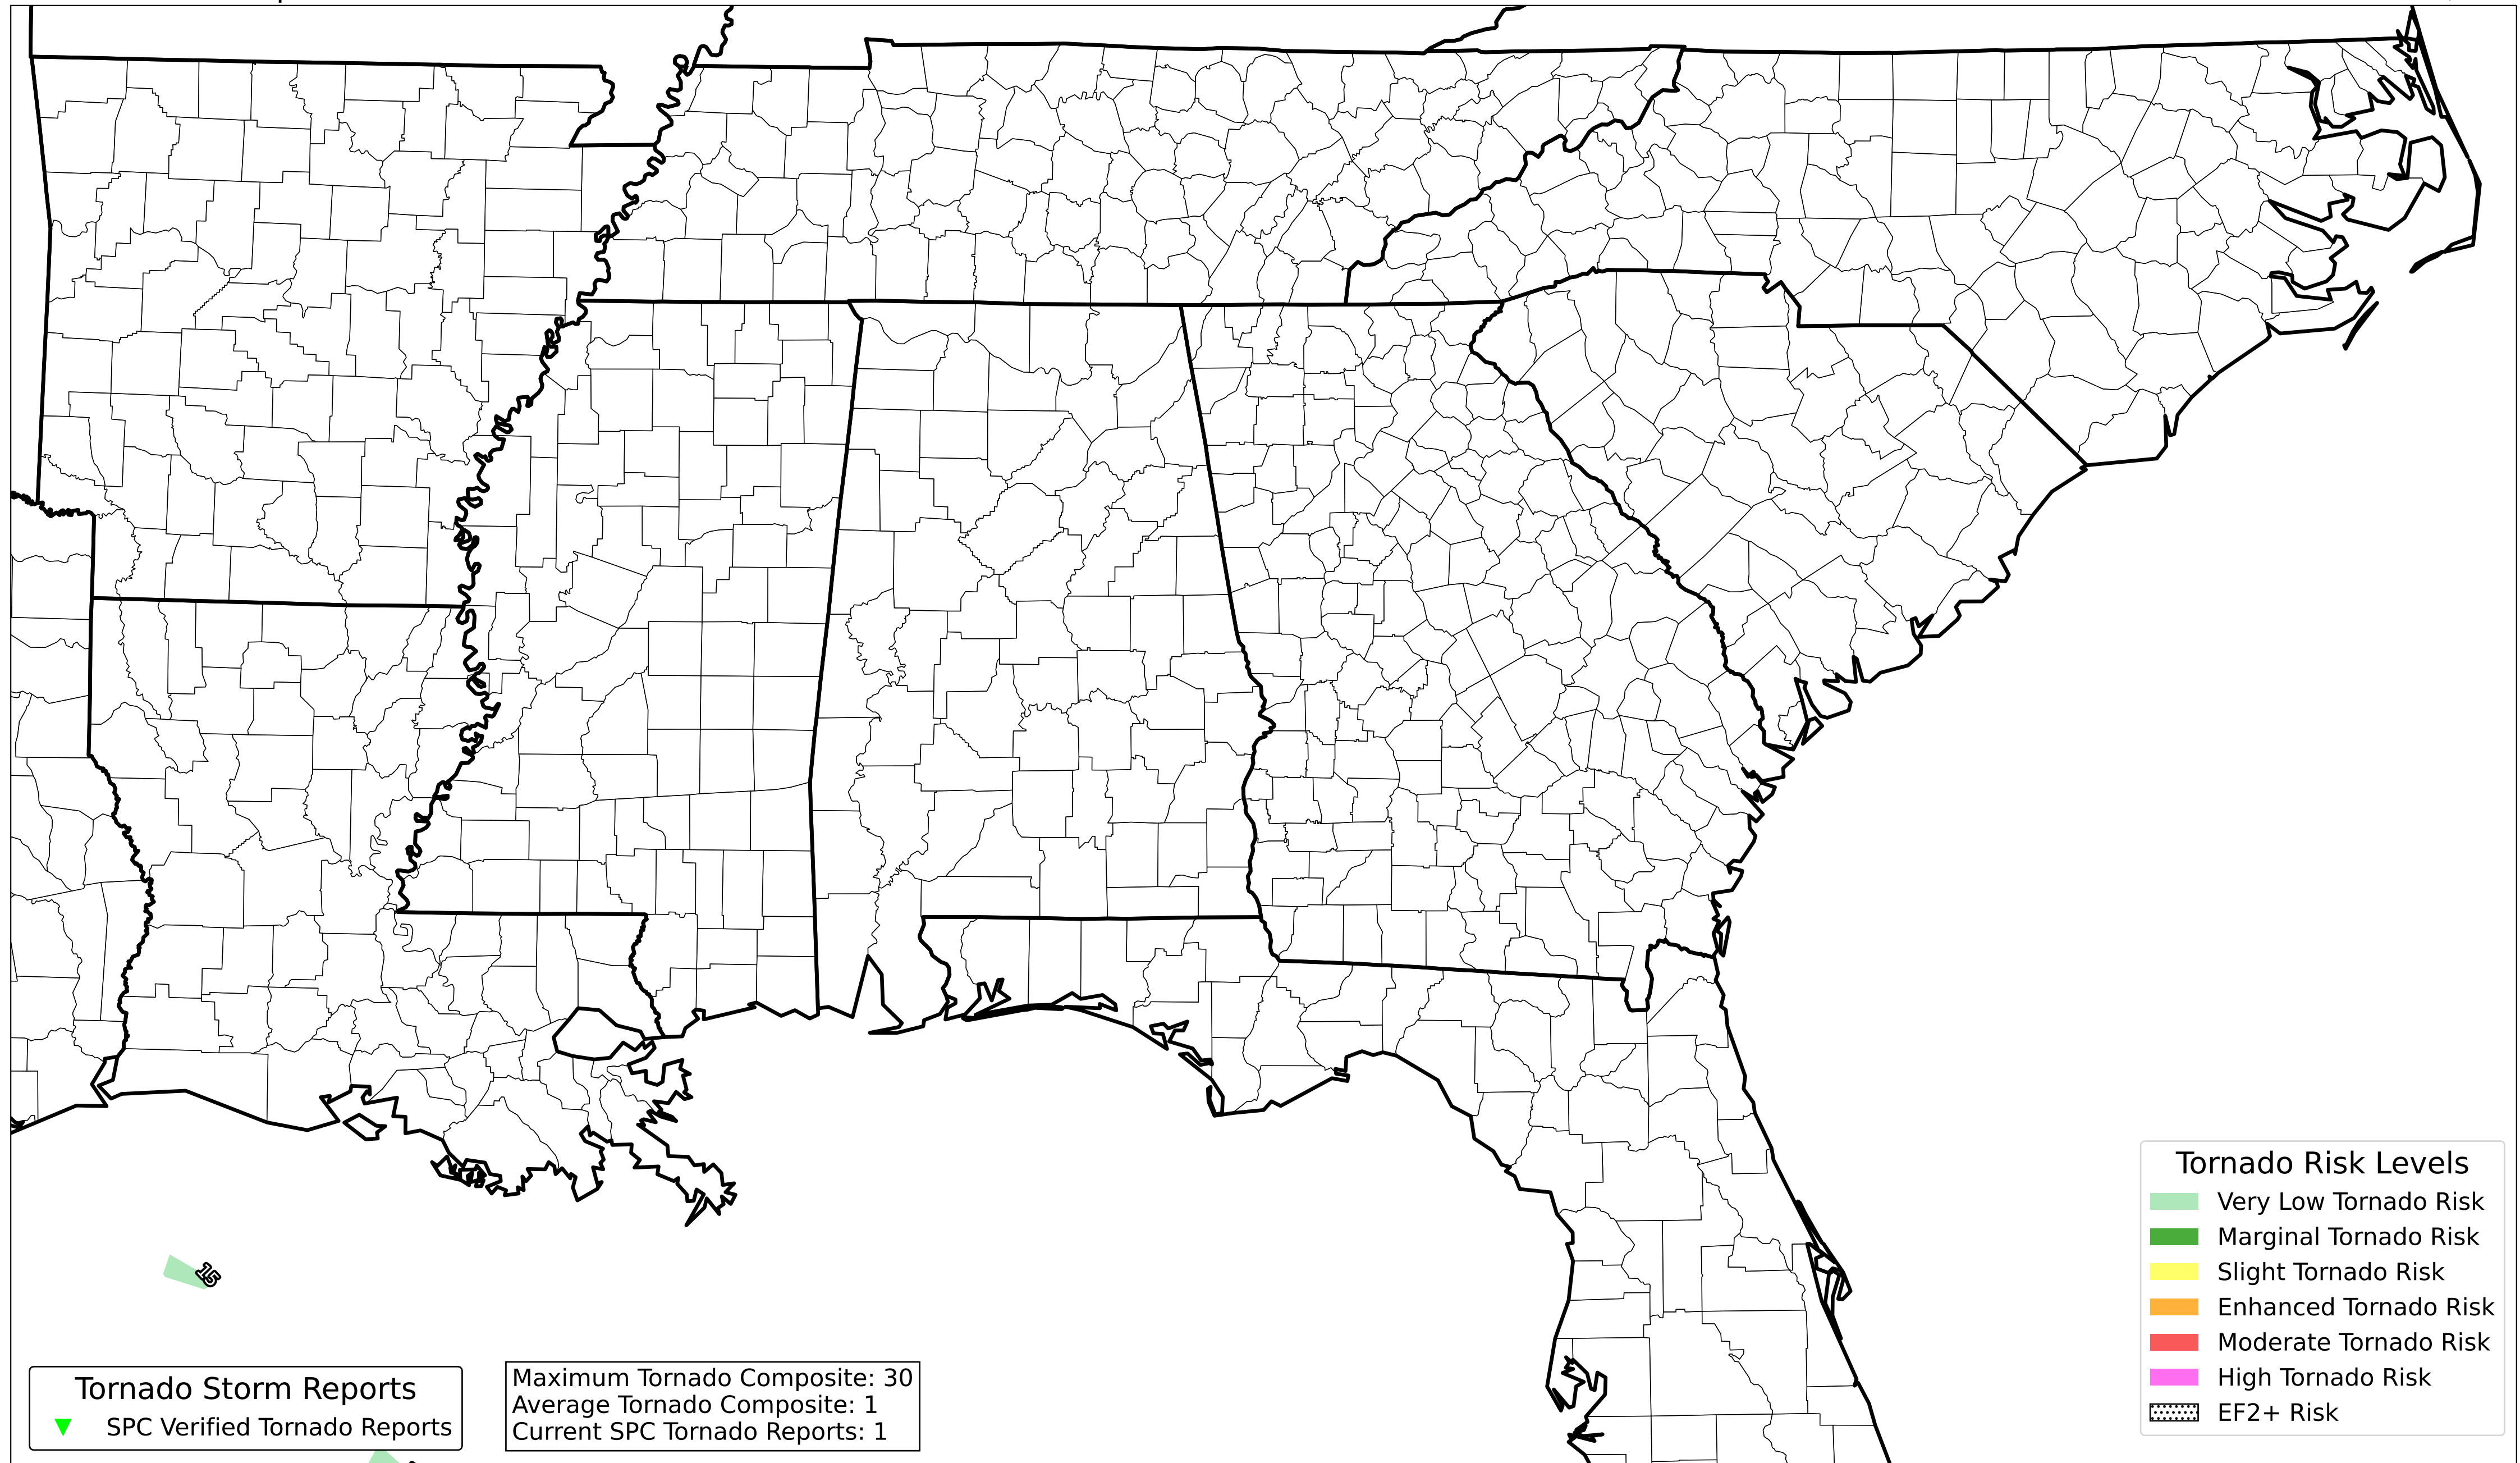 15
Tornado Risk Levels
Very Low Tornado Risk
Marginal Tornado Risk
Slight Tornado Risk
Enhanced Tornado Risk
Moderate Tornado Risk
High Tornado Risk
EF2+ Risk
Tornado Storm Reports
SPC Verified Tornado Reports
Maximum Tornado Composite: 30
Average Tornado Composite: 1
Current SPC Tornado Reports: 1